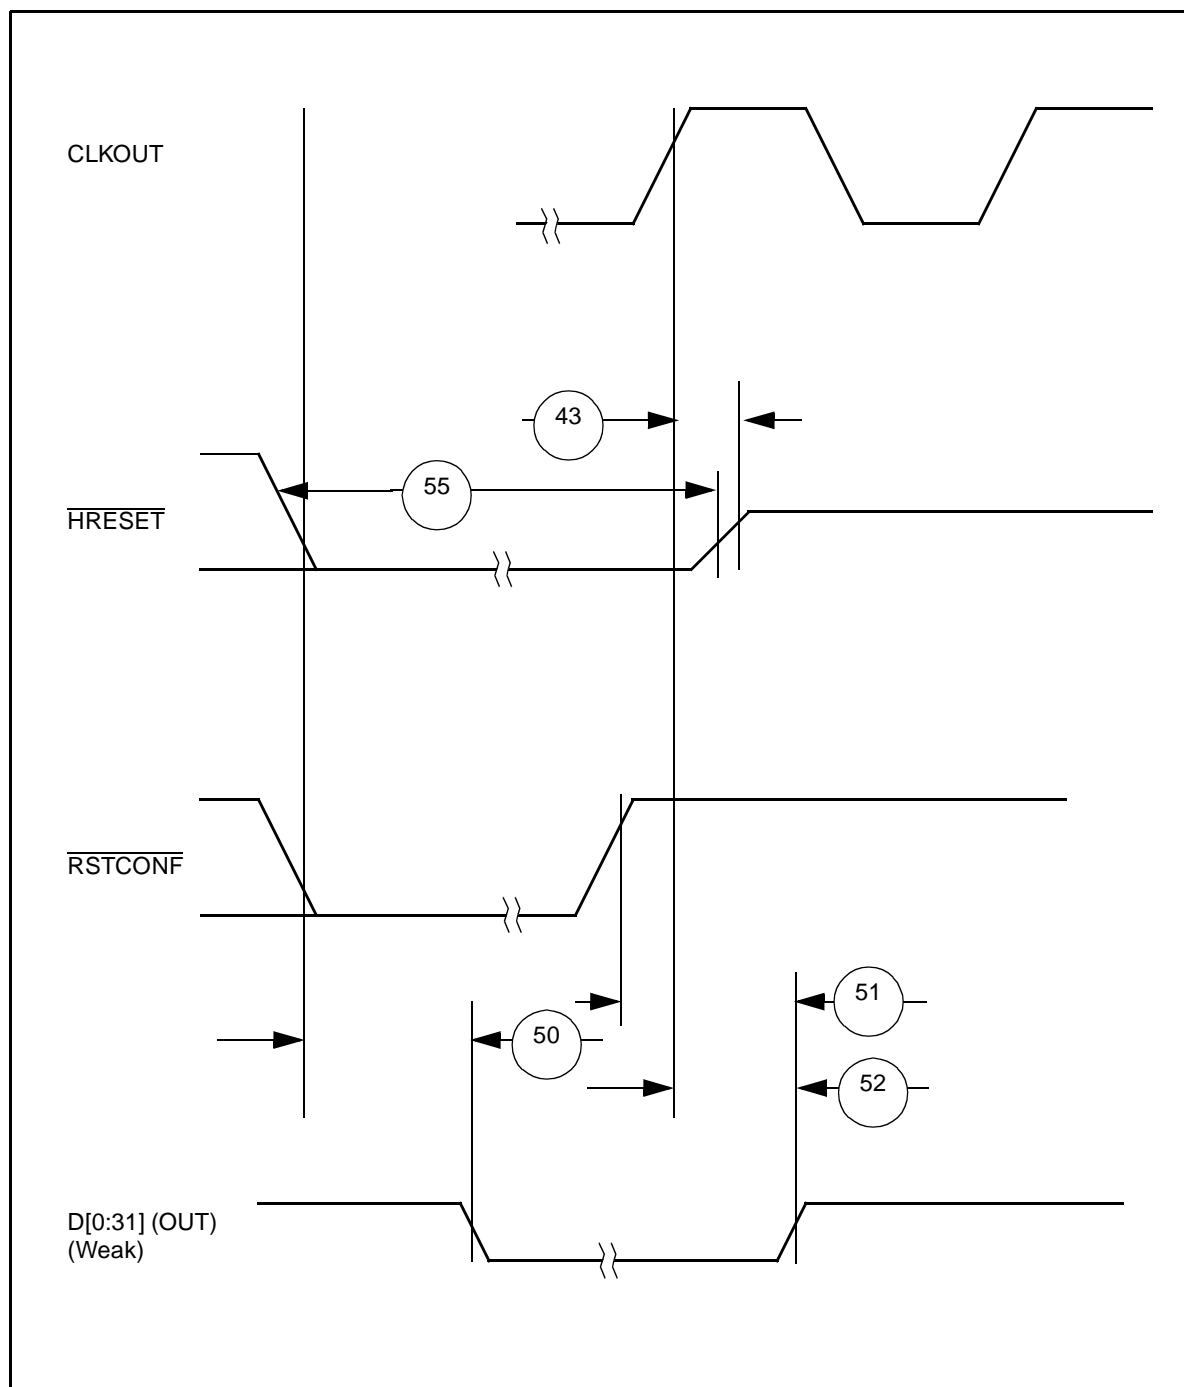 CLKOUT
43
55
HRESET
RSTCONF
51
50
52
D[0:31] (OUT)
(Weak)